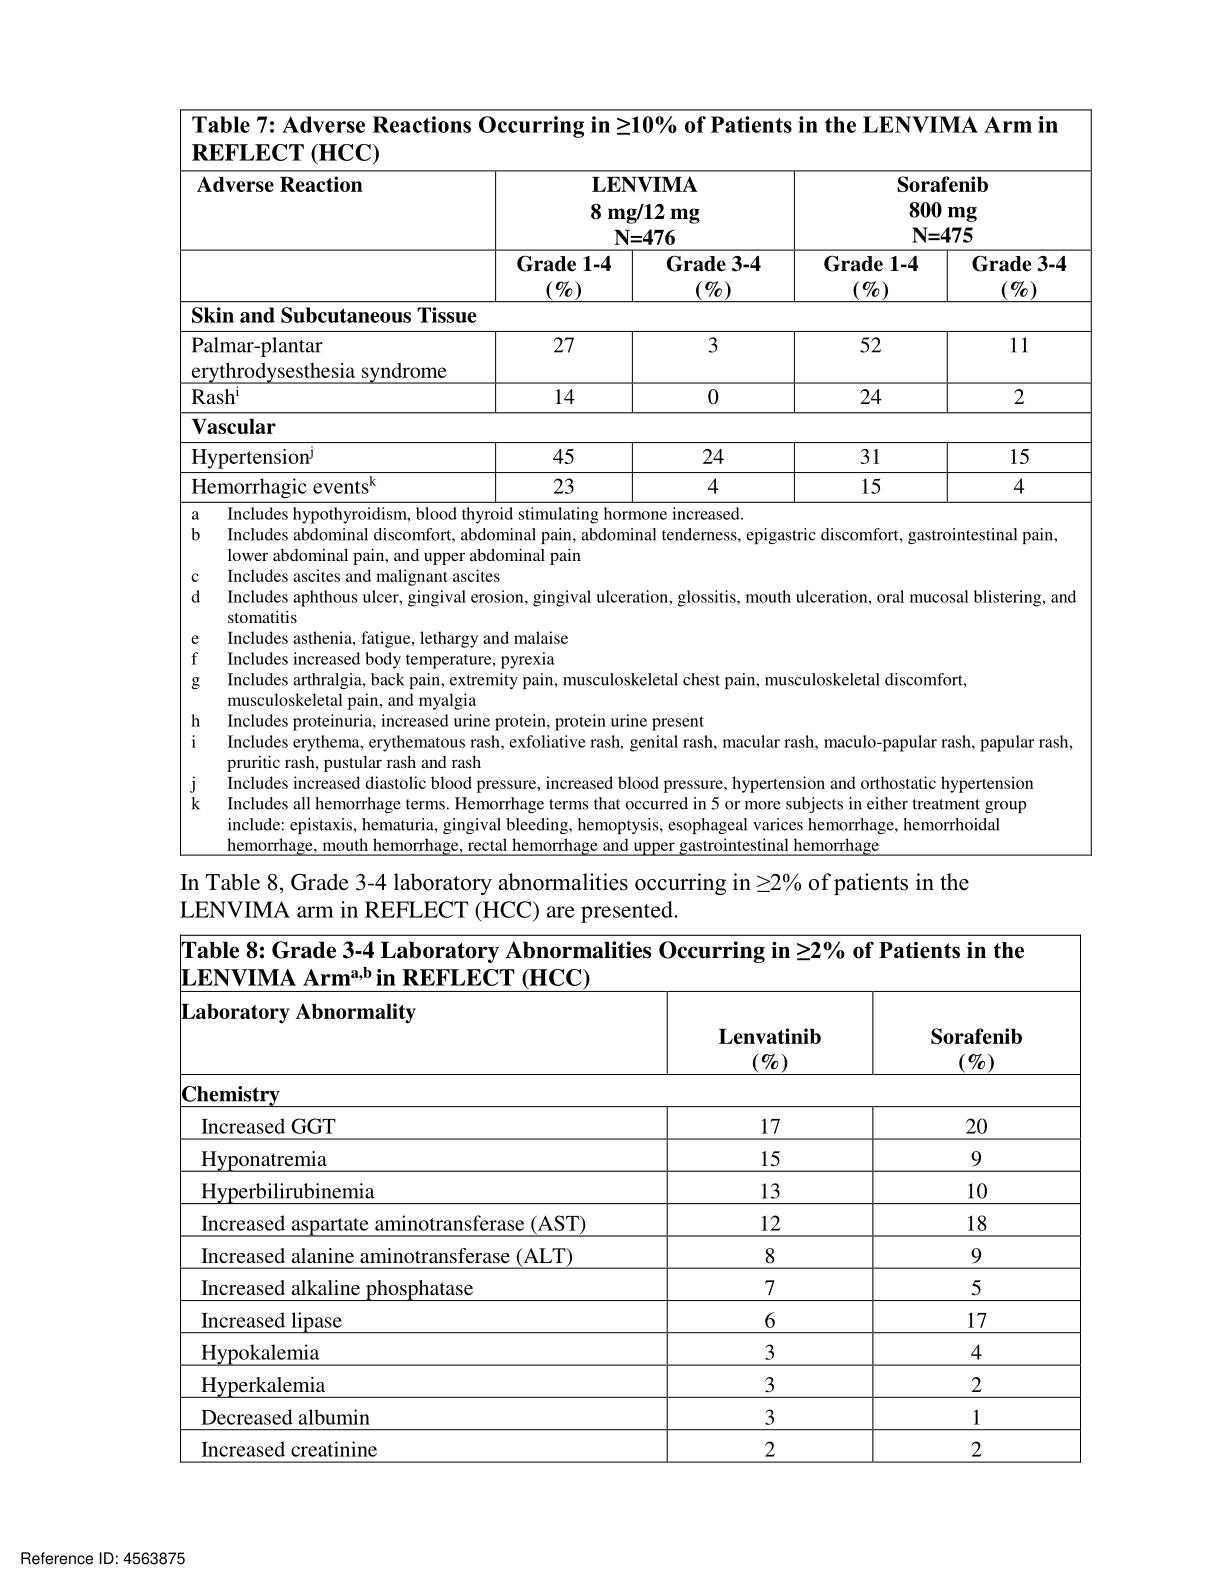 Table 7: Adverse Reactions Occurring in ≥10% of Patients in the LENVIMA Arm in
REFLECT (HCC)
Adverse Reaction LENVIMA Sorafenib
8 mg/12 mg 800 mg
N=476 N=475
Grade 1-4 Grade 3-4 Grade 1-4 Grade 3-4
(%) (%) (%) (%)
Skin and Subcutaneous Tissue
Palmar-plantar 27 3 52 11
erythrodysesthesia syndrome
Rashⁱ 14 0 24 2
Vascular
Hypertensionʲ 45 24 31 15
Hemorrhagic eventsᵏ 23 4 15 4
a Includes hypothyroidism, blood thyroid stimulating hormone increased.
b Includes abdominal discomfort, abdominal pain, abdominal tenderness, epigastric discomfort, gastrointestinal pain,
lower abdominal pain, and upper abdominal pain
c Includes ascites and malignant ascites
d Includes aphthous ulcer, gingival erosion, gingival ulceration, glossitis, mouth ulceration, oral mucosal blistering, and
stomatitis
e Includes asthenia, fatigue, lethargy and malaise
f Includes increased body temperature, pyrexia
g Includes arthralgia, back pain, extremity pain, musculoskeletal chest pain, musculoskeletal discomfort,
musculoskeletal pain, and myalgia
h Includes proteinuria, increased urine protein, protein urine present
i Includes erythema, erythematous rash, exfoliative rash, genital rash, macular rash, maculo-papular rash, papular rash,
pruritic rash, pustular rash and rash
j Includes increased diastolic blood pressure, increased blood pressure, hypertension and orthostatic hypertension
k Includes all hemorrhage terms. Hemorrhage terms that occurred in 5 or more subjects in either treatment group
include: epistaxis, hematuria, gingival bleeding, hemoptysis, esophageal varices hemorrhage, hemorrhoidal
hemorrhage, mouth hemorrhage, rectal hemorrhage and upper gastrointestinal hemorrhage
In Table 8, Grade 3-4 laboratory abnormalities occurring in ≥2% of patients in the
LENVIMA arm in REFLECT (HCC) are presented.
Table 8: Grade 3-4 Laboratory Abnormalities Occurring in ≥2% of Patients in the
LENVIMA Armᵃ,ᵇ in REFLECT (HCC)
Laboratory Abnormality
Lenvatinib Sorafenib
(%) (%)
Chemistry
Increased GGT 17 20
Hyponatremia 15 9
Hyperbilirubinemia 13 10
Increased aspartate aminotransferase (AST) 12 18
Increased alanine aminotransferase (ALT) 8 9
Increased alkaline phosphatase 7 5
Increased lipase 6 17
Hypokalemia 3 4
Hyperkalemia 3 2
Decreased albumin 3 1
Increased creatinine 2 2
Reference ID: 4563875